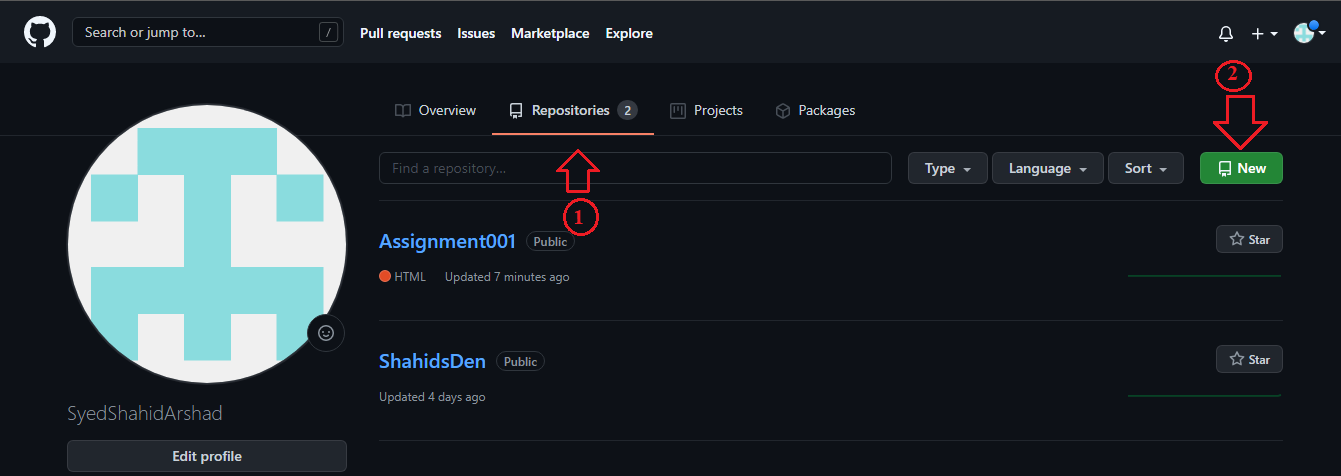 Search or jump to... / Pull requests Issues Marketplace Explore
2
Overview Repositories 2 Projects Packages
Find a repository... Type Language Sort New
1
Assignment001 Public Star
HTML Updated 7 minutes ago
ShahidsDen Public Star
Updated 4 days ago
SyedShahidArshad
Edit profile